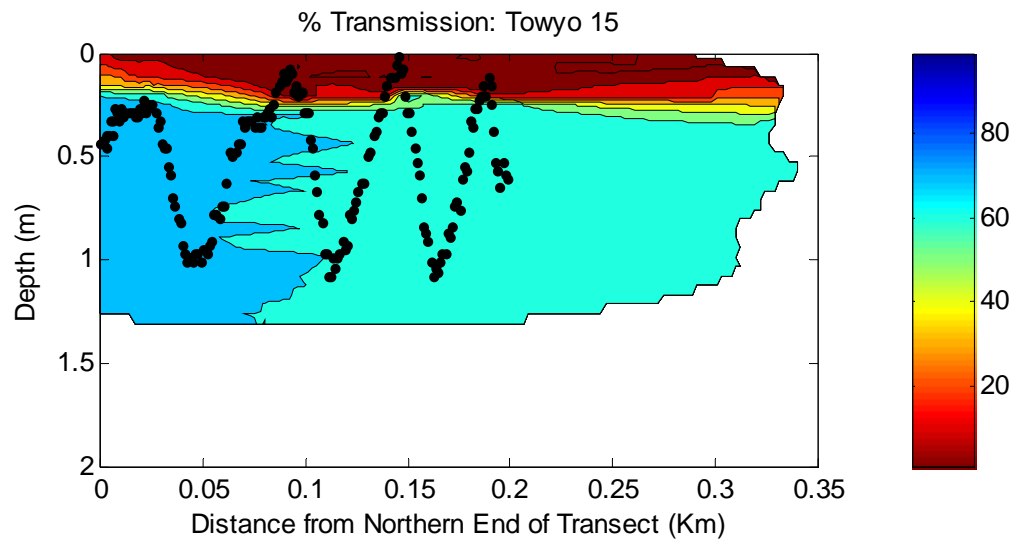 % Transmission: Towyo 15
0
0.5
1
1.5
2
Depth (m)
0 0.05 0.1 0.15 0.2 0.25 0.3 0.35
Distance from Northern End of Transect (Km)
80
60
40
20